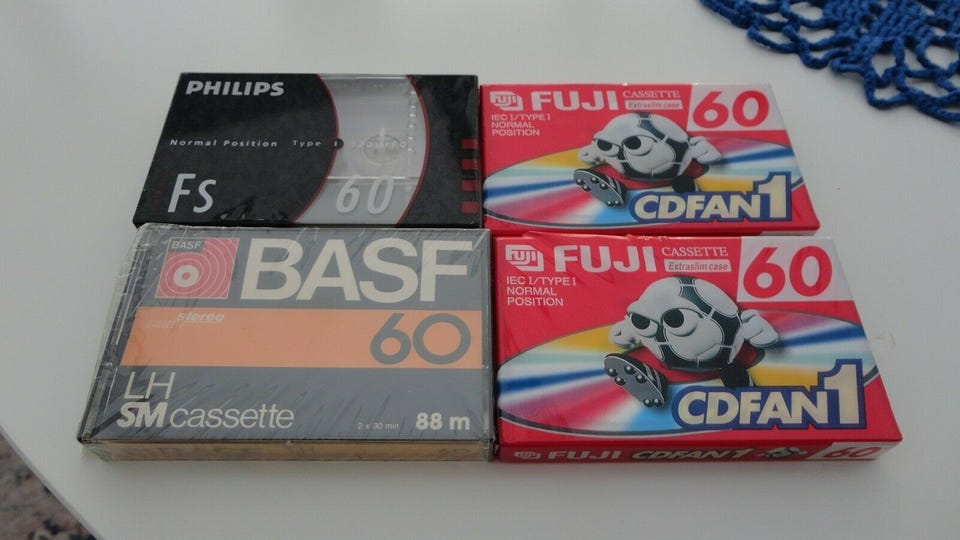 PHILIPS
Normal Position Type I 120µs EQ
Fs 60
FUJI CASSETTE
Extraslim case
60
IEC I/TYPE I
NORMAL
POSITION
CDFAN1
BASF
BASF
stereo
60
LH
SM cassette
2 x 30 min 88 m
FUJI CASSETTE
Extraslim case
60
IEC I/TYPE I
NORMAL
POSITION
CDFAN1
FUJI CDFAN1 60